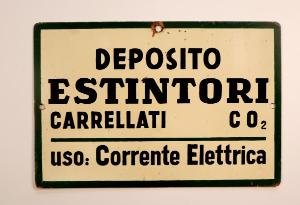 DEPOSITO
ESTINTORI
CARRELLATI CO₂
uso: Corrente Elettrica